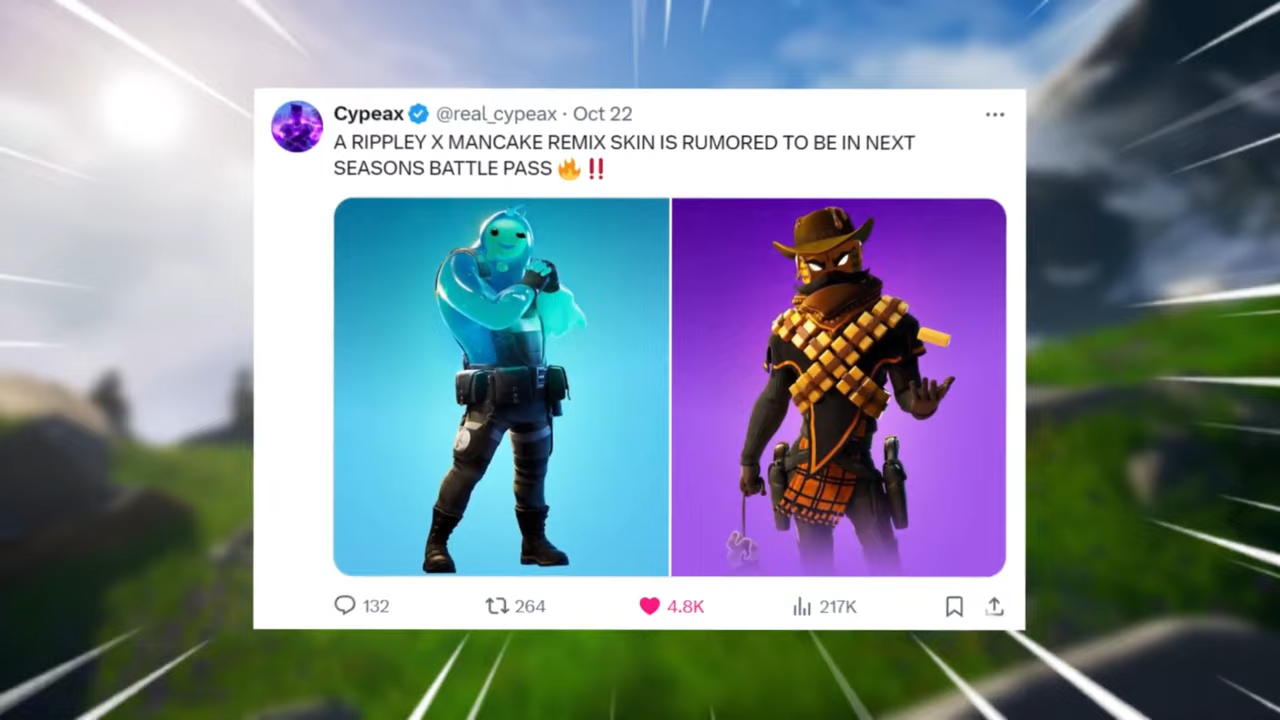 Cypeax @real_cypeax · Oct 22
A RIPPLEY X MANCAKE REMIX SKIN IS RUMORED TO BE IN NEXT
SEASONS BATTLE PASS 🔥 ‼️
132 264 4.8K 217K